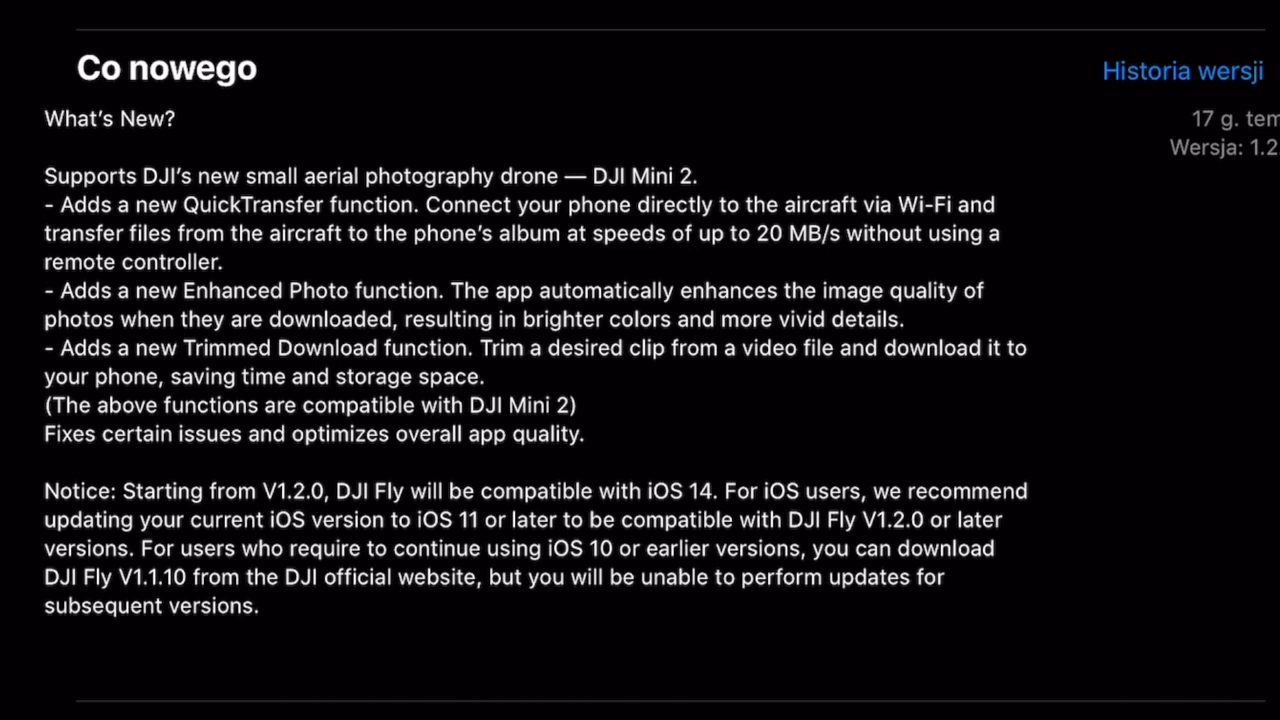 Co nowego
Historia wersji
What's New?
17 g. tem
Wersja: 1.2
Supports DJI's new small aerial photography drone — DJI Mini 2.
- Adds a new QuickTransfer function. Connect your phone directly to the aircraft via Wi-Fi and
transfer files from the aircraft to the phone's album at speeds of up to 20 MB/s without using a
remote controller.
- Adds a new Enhanced Photo function. The app automatically enhances the image quality of
photos when they are downloaded, resulting in brighter colors and more vivid details.
- Adds a new Trimmed Download function. Trim a desired clip from a video file and download it to
your phone, saving time and storage space.
(The above functions are compatible with DJI Mini 2)
Fixes certain issues and optimizes overall app quality.
Notice: Starting from V1.2.0, DJI Fly will be compatible with iOS 14. For iOS users, we recommend
updating your current iOS version to iOS 11 or later to be compatible with DJI Fly V1.2.0 or later
versions. For users who require to continue using iOS 10 or earlier versions, you can download
DJI Fly V1.1.10 from the DJI official website, but you will be unable to perform updates for
subsequent versions.